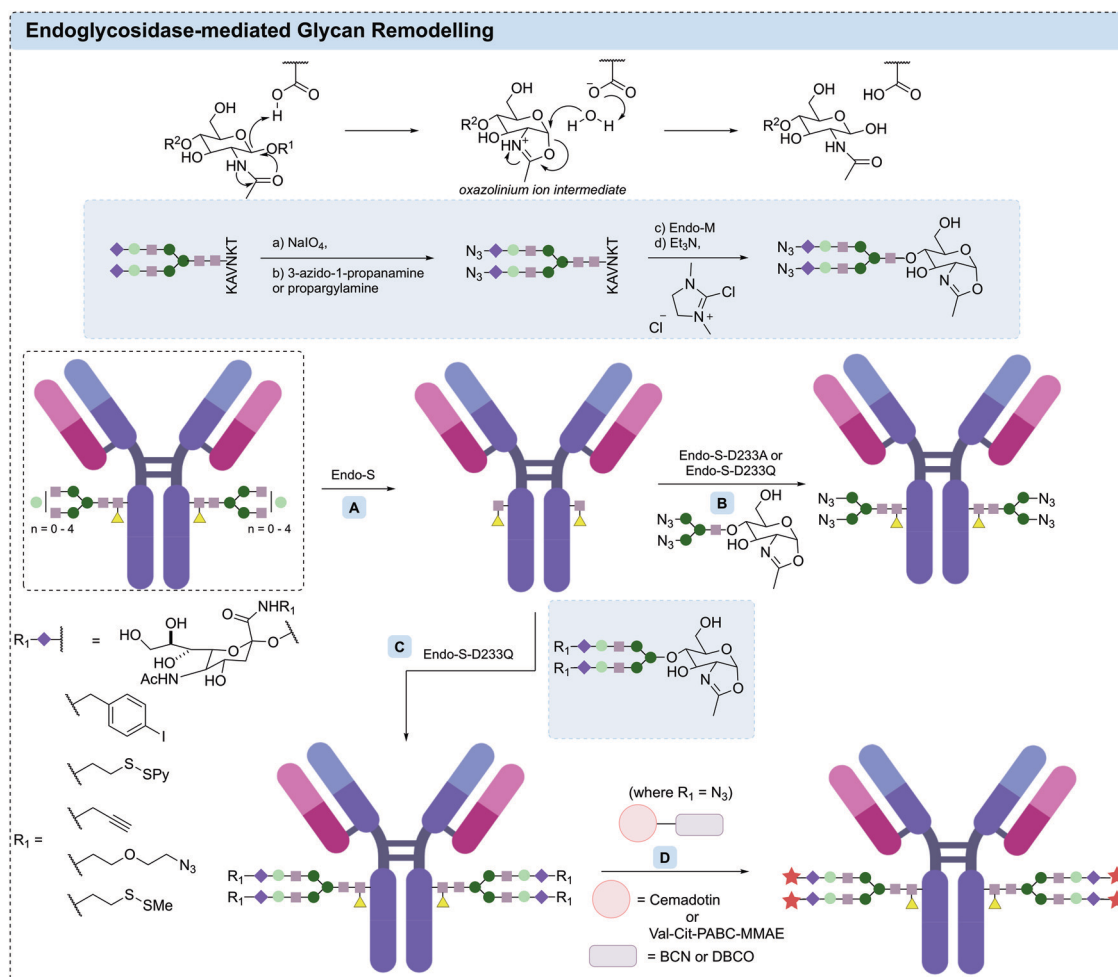 Endoglycosidase-mediated Glycan Remodelling
OH
H
O
O
R²O
HO
O
OR¹
NH
O
⁻O
O
OH
R²O
HO
O
HN⁺
O
H
O
H
oxazolinium ion intermediate
HO
O
OH
R²O
HO
O
OH
NH
O
KAVNKT
a) NaIO₄,
b) 3-azido-1-propanamine
or propargylamine
N₃
N₃
KAVNKT
c) Endo-M
d) Et₃N,
N
Cl
N⁺
Cl⁻
N₃
N₃
OH
O
O
HO
N
O
n = 0 - 4
n = 0 - 4
Endo-S
A
Endo-S-D233A or
Endo-S-D233Q
B
OH
N₃
N₃
O
O
HO
N
O
N₃
N₃
N₃
N₃
R₁
=
OH
HO
HO
AcHN
OH
O
O
NHR₁
O
C
Endo-S-D233Q
R₁
R₁
OH
O
O
HO
N
O
I
S
SPy
R₁ =
O
N₃
S
SMe
R₁
R₁
R₁
R₁
(where R₁ = N₃)
D
= Cemadotin
or
Val-Cit-PABC-MMAE
= BCN or DBCO